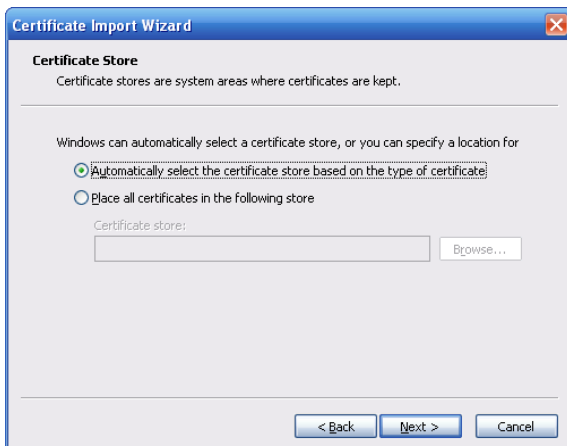 Certificate Import Wizard
Certificate Store
Certificate stores are system areas where certificates are kept.
Windows can automatically select a certificate store, or you can specify a location for
Automatically select the certificate store based on the type of certificate
Place all certificates in the following store
Certificate store:
Browse...
< Back Next > Cancel